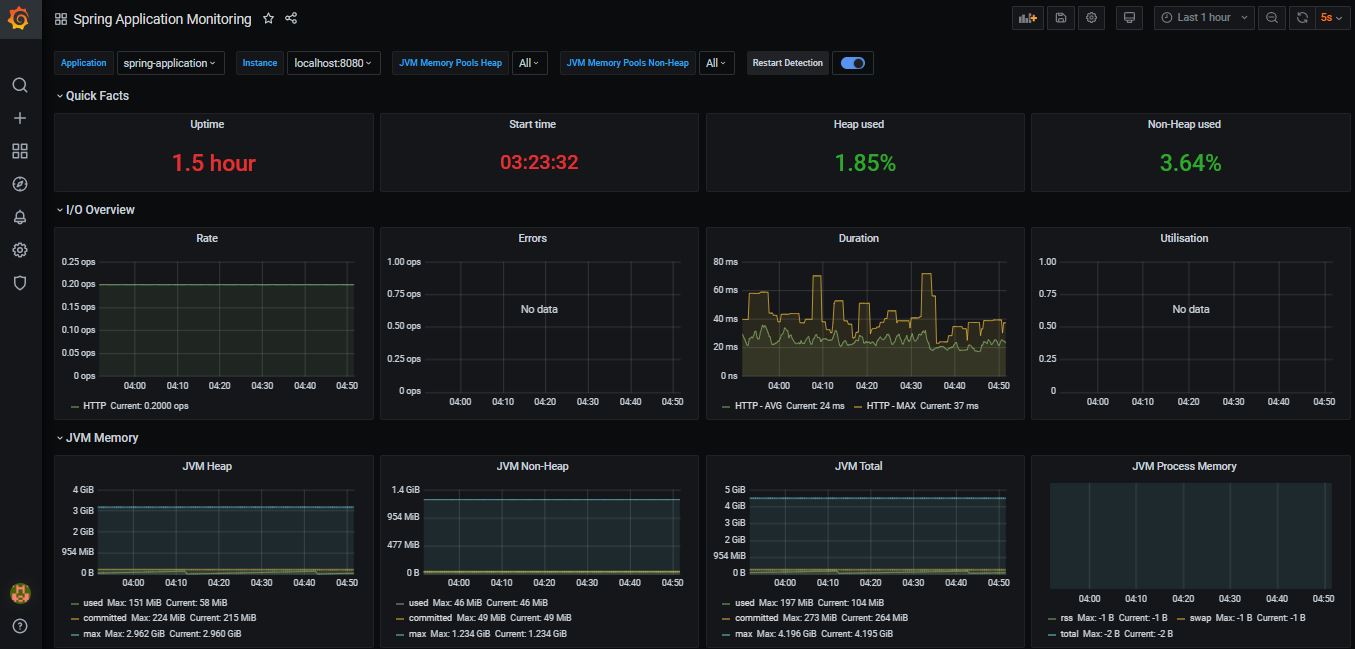 Spring Application Monitoring
Last 1 hour
5s
Application spring-application Instance localhost:8080 JVM Memory Pools Heap All JVM Memory Pools Non-Heap All Restart Detection
Quick Facts
Uptime
1.5 hour
Start time
03:23:32
Heap used
1.85%
Non-Heap used
3.64%
I/O Overview
Rate
0.25 ops
0.20 ops
0.15 ops
0.10 ops
0.05 ops
0 ops
04:00 04:10 04:20 04:30 04:40 04:50
HTTP Current: 0.2000 ops
Errors
1.00 ops
0.75 ops
0.50 ops
0.25 ops
0 ops
No data
04:00 04:10 04:20 04:30 04:40 04:50
Duration
80 ms
60 ms
40 ms
20 ms
0 ns
04:00 04:10 04:20 04:30 04:40 04:50
HTTP - AVG Current: 24 ms HTTP - MAX Current: 37 ms
Utilisation
1.00
0.75
0.50
0.25
0
No data
04:00 04:10 04:20 04:30 04:40 04:50
JVM Memory
JVM Heap
4 GiB
3 GiB
2 GiB
954 MiB
0 B
04:00 04:10 04:20 04:30 04:40 04:50
used Max: 151 MiB Current: 58 MiB
committed Max: 224 MiB Current: 215 MiB
max Max: 2.962 GiB Current: 2.960 GiB
JVM Non-Heap
1.4 GiB
954 MiB
477 MiB
0 B
04:00 04:10 04:20 04:30 04:40 04:50
used Max: 46 MiB Current: 46 MiB
committed Max: 49 MiB Current: 49 MiB
max Max: 1.234 GiB Current: 1.234 GiB
JVM Total
5 GiB
4 GiB
3 GiB
2 GiB
954 MiB
0 B
04:00 04:10 04:20 04:30 04:40 04:50
used Max: 197 MiB Current: 104 MiB
committed Max: 273 MiB Current: 264 MiB
max Max: 4.196 GiB Current: 4.195 GiB
JVM Process Memory
04:00 04:10 04:20 04:30 04:40 04:50
rss Max: -1 B Current: -1 B swap Max: -1 B Current: -1 B
total Max: -2 B Current: -2 B